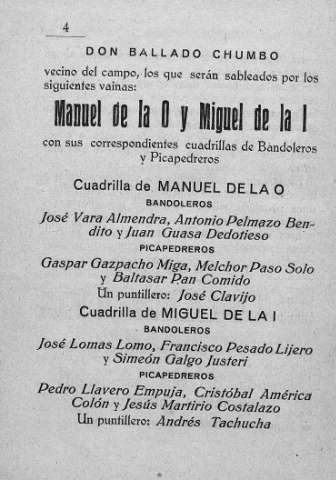 4
DON BALLADO CHUMBO
vecino del campo, los que serán sableados por los
siguientes vainas:
Manuel de la O y Miguel de la I
con sus correspondientes cuadrillas de Bandoleros
y Picapedreros
Cuadrilla de MANUEL DE LA O
BANDOLEROS
José Vara Almendra, Antonio Pelmazo Ben-
dito y Juan Guasa Dedotieso
PICAPEDREROS
Gaspar Gazpacho Miga, Melchor Paso Solo
y Baltasar Pan Comido
Un puntillero: José Clavijo
Cuadrilla de MIGUEL DE LA I
BANDOLEROS
José Lomas Lomo, Francisco Pesado Lijero
y Simeón Galgo Justeri
PICAPEDREROS
Pedro Llavero Empuja, Cristóbal América
Colón y Jesús Martirio Costalazo
Un puntillero: Andrés Tachucha